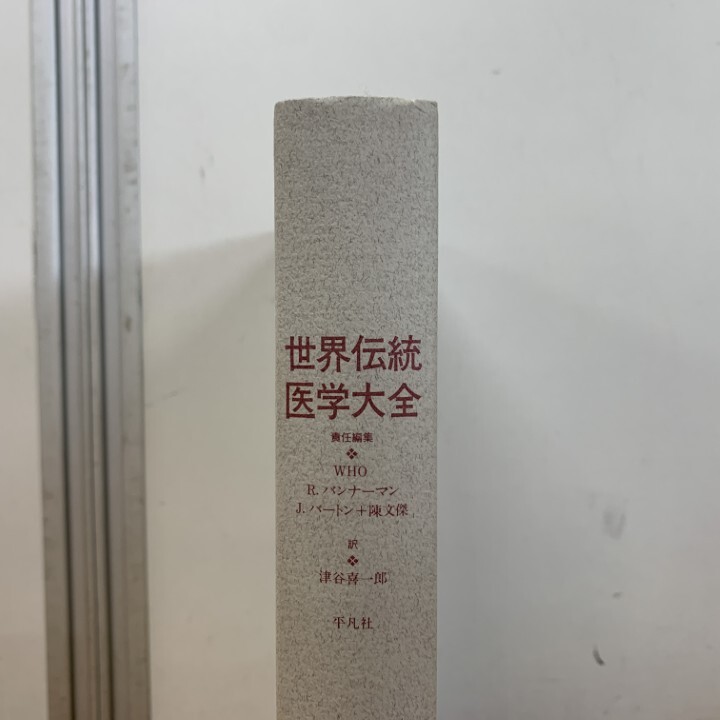 世界伝統
医学大全
責任編集
❖
WHO
R. バンナーマン
J. バートン+陳文傑
訳
❖
津谷喜一郎
平凡社